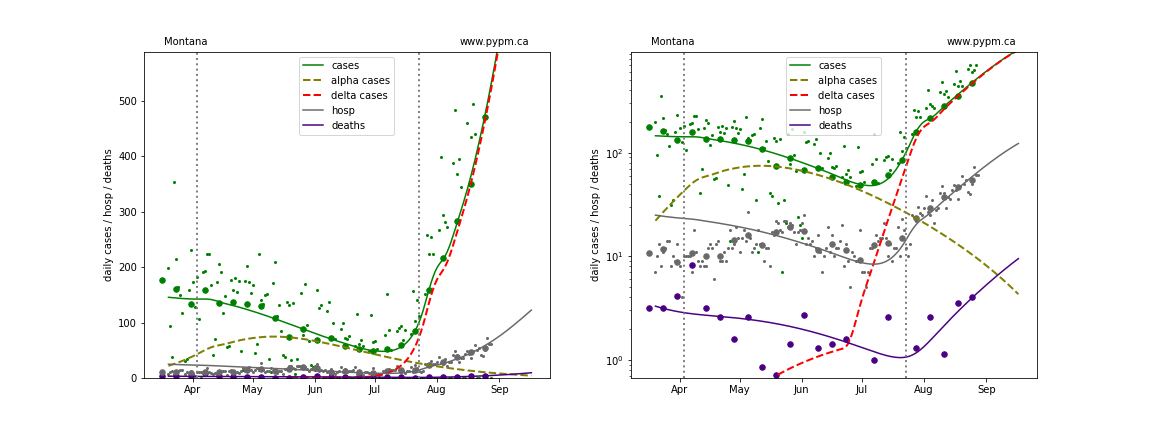 Montana www.pypm.ca
cases
alpha cases
delta cases
hosp
deaths
daily cases / hosp / deaths
500
400
300
200
100
0
Apr May Jun Jul Aug Sep
Montana www.pypm.ca
cases
alpha cases
delta cases
hosp
deaths
daily cases / hosp / deaths
10²
10¹
10⁰
Apr May Jun Jul Aug Sep